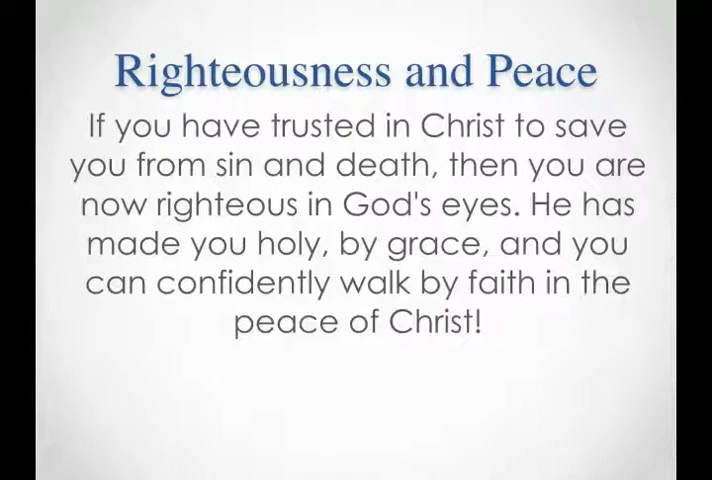 Righteousness and Peace
If you have trusted in Christ to save
you from sin and death, then you are
now righteous in God's eyes. He has
made you holy, by grace, and you
can confidently walk by faith in the
peace of Christ!